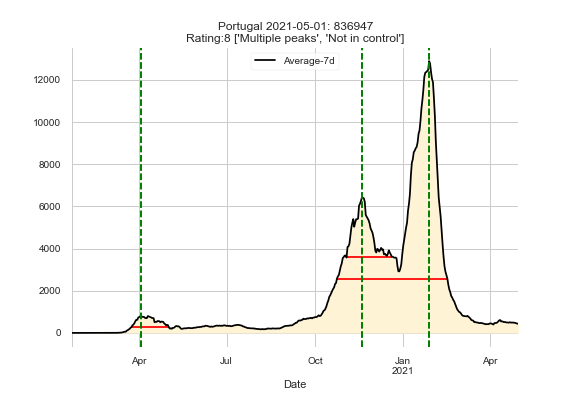 Portugal 2021-05-01: 836947
Rating:8 ['Multiple peaks', 'Not in control']
Average-7d
12000
10000
8000
6000
4000
2000
0
Apr Jul Oct Jan Apr
2021
Date